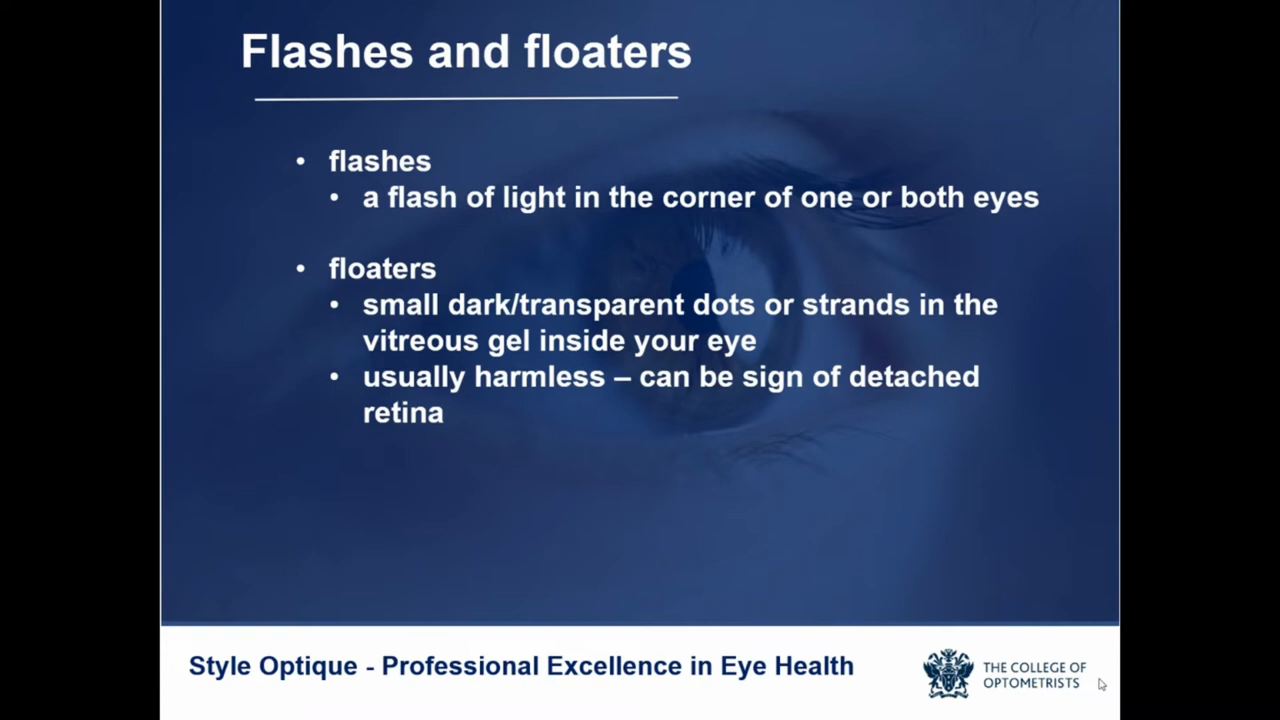 Flashes and floaters
• flashes
• a flash of light in the corner of one or both eyes
• floaters
• small dark/transparent dots or strands in the
vitreous gel inside your eye
• usually harmless – can be sign of detached
retina
Style Optique - Professional Excellence in Eye Health
THE COLLEGE OF
OPTOMETRISTS